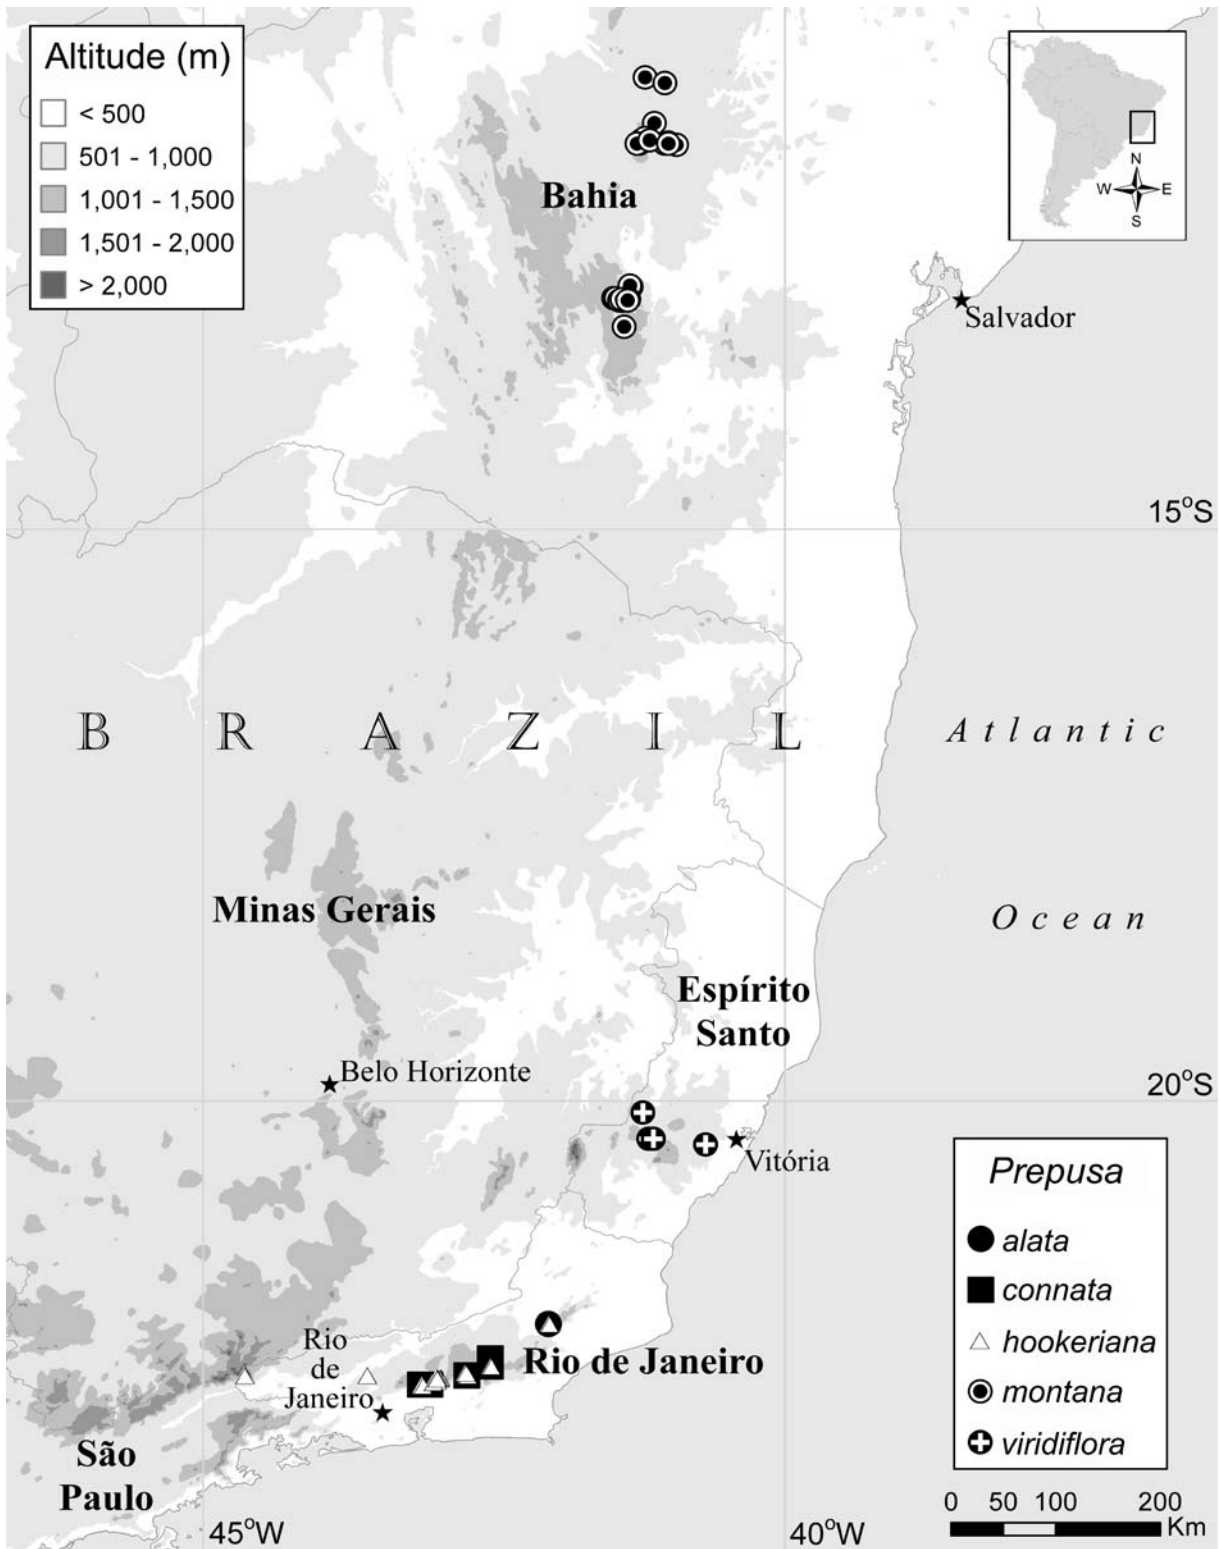 Altitude (m)
< 500
501 - 1,000
1,001 - 1,500
1,501 - 2,000
> 2,000
N
W E
S
Bahia
Salvador
15°S
B R A Z I L
Atlantic
Ocean
Minas Gerais
Espírito
Santo
Belo Horizonte
20°S
Vitória
Rio
de
Janeiro
Rio de Janeiro
São
Paulo
45°W
40°W
Prepusa
alata
connata
hookeriana
montana
viridiflora
0 50 100 200
Km